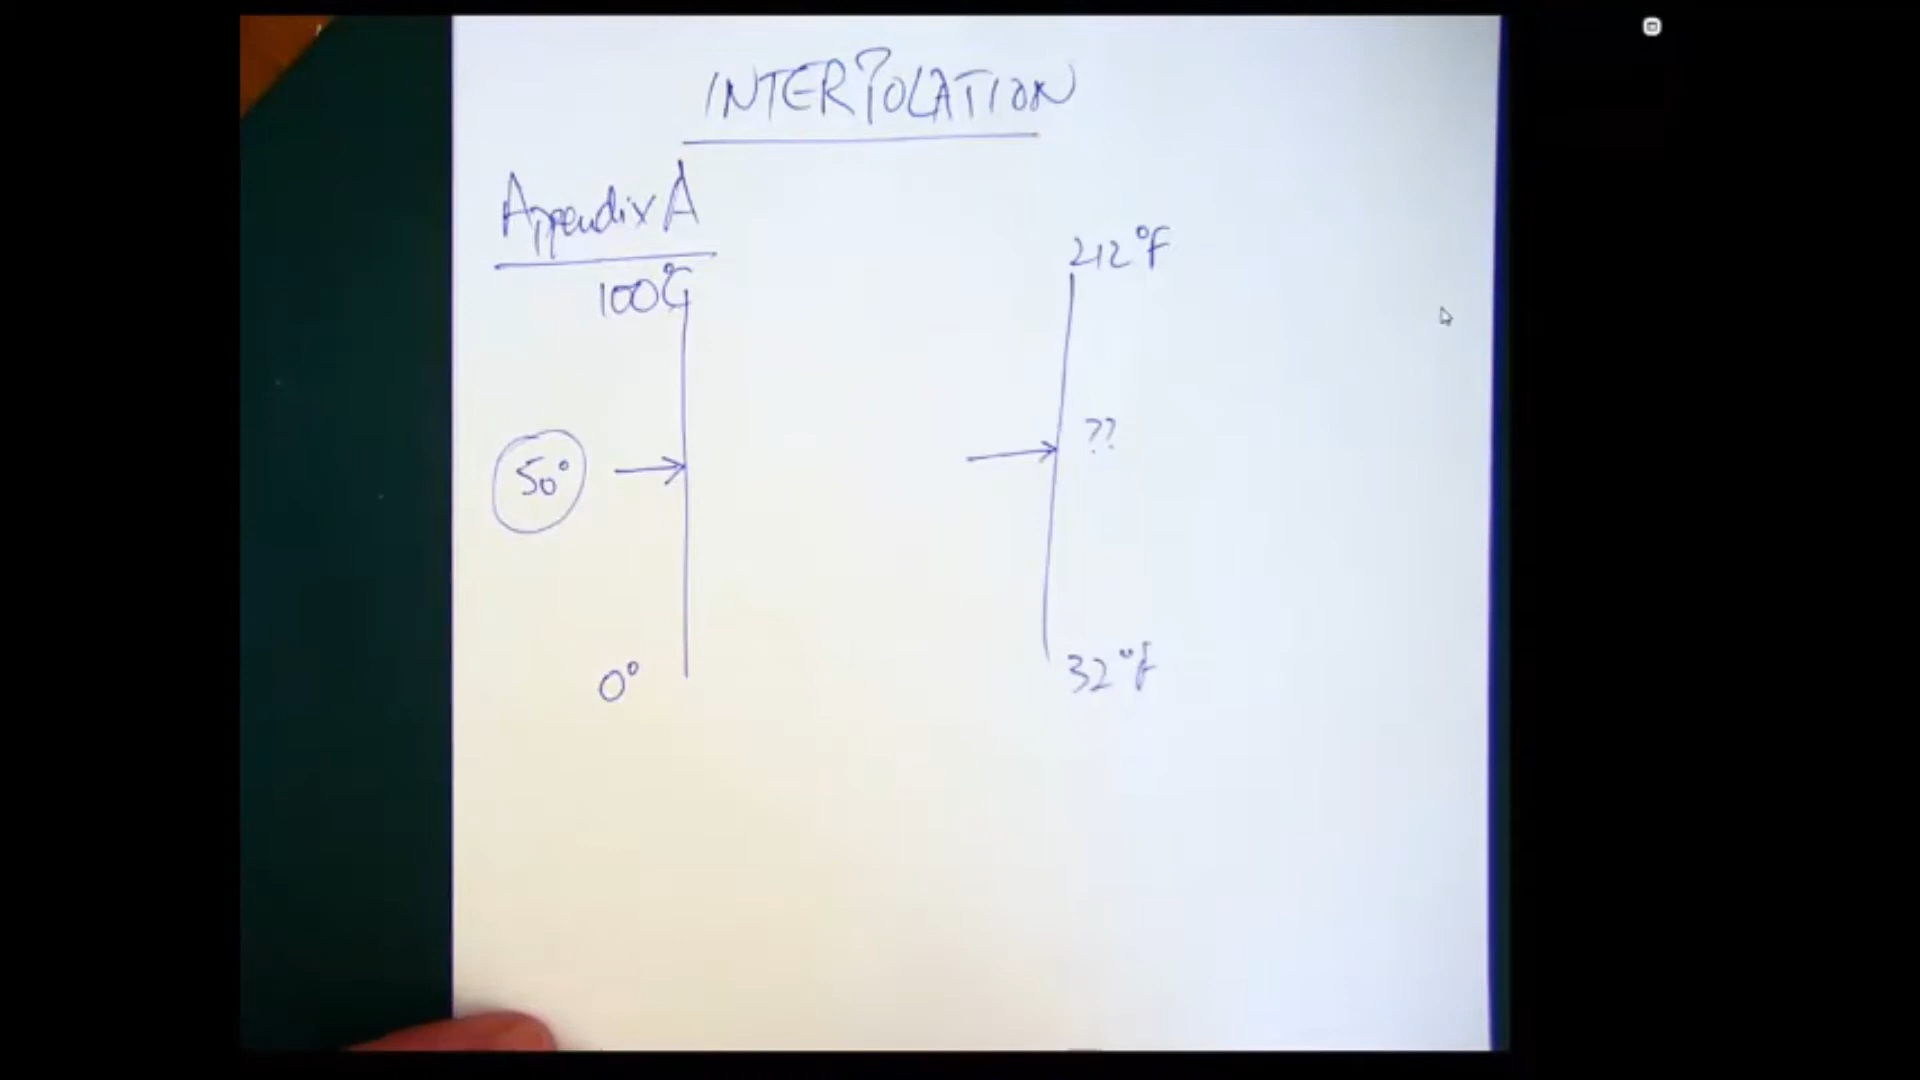 INTERPOLATION
Appendix A
100°C
212°F
50°
??
0°
32°F